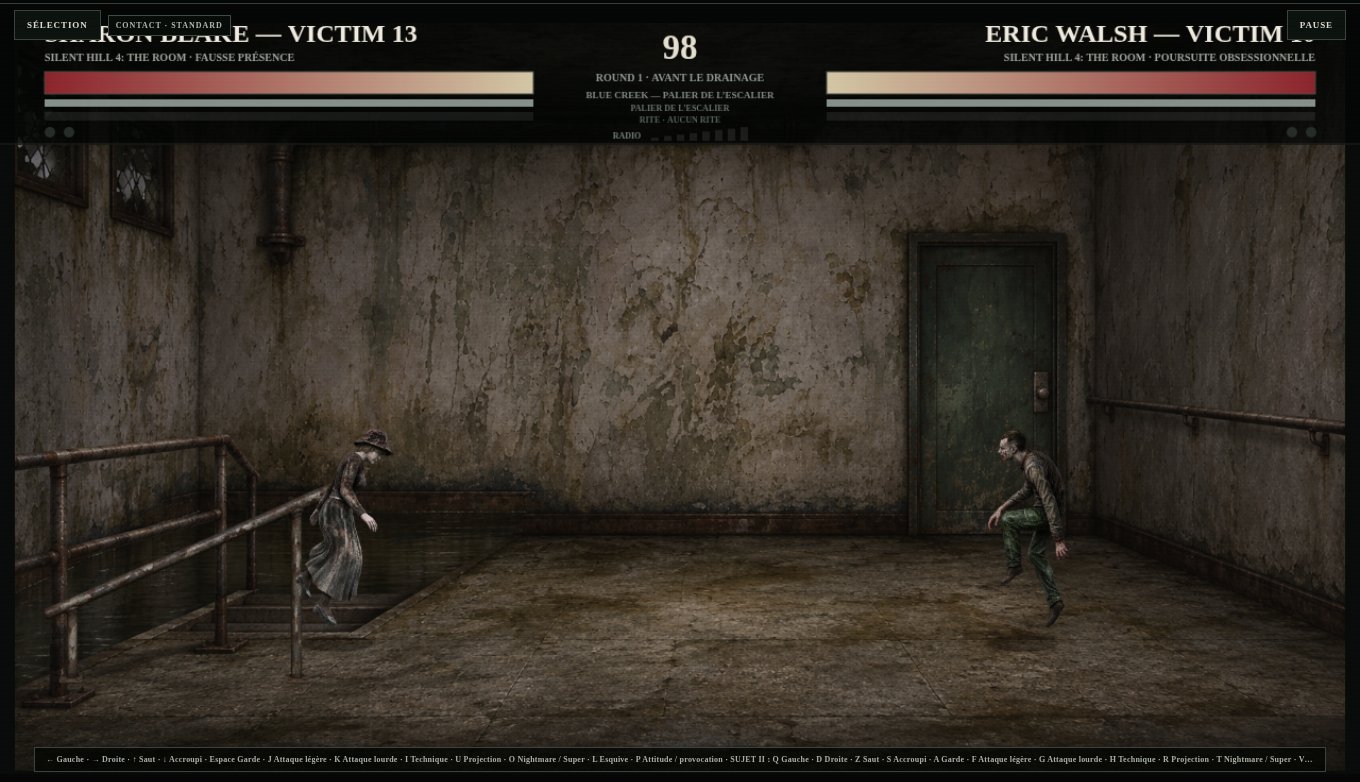 SÉLECTION
CONTACT · STANDARD
PAUSE
SHARON BLAKE — VICTIM 13
SILENT HILL 4: THE ROOM · FAUSSE PRÉSENCE
98
ROUND 1 · AVANT LE DRAINAGE
BLUE CREEK — PALIER DE L'ESCALIER
PALIER DE L'ESCALIER
RITE · AUCUN RITE
RADIO
ERIC WALSH — VICTIM
SILENT HILL 4: THE ROOM · POURSUITE OBSESSIONNELLE
← Gauche · → Droite · ↑ Saut · ↓ Accroupi · Espace Garde · J Attaque légère · K Attaque lourde · I Technique · U Projection · O Nightmare / Super · L Esquive · P Attitude / provocation · SUJET II : Q Gauche · D Droite · Z Saut · S Accroupi · A Garde · F Attaque légère · G Attaque lourde · H Technique · R Projection · T Nightmare / Super · V…